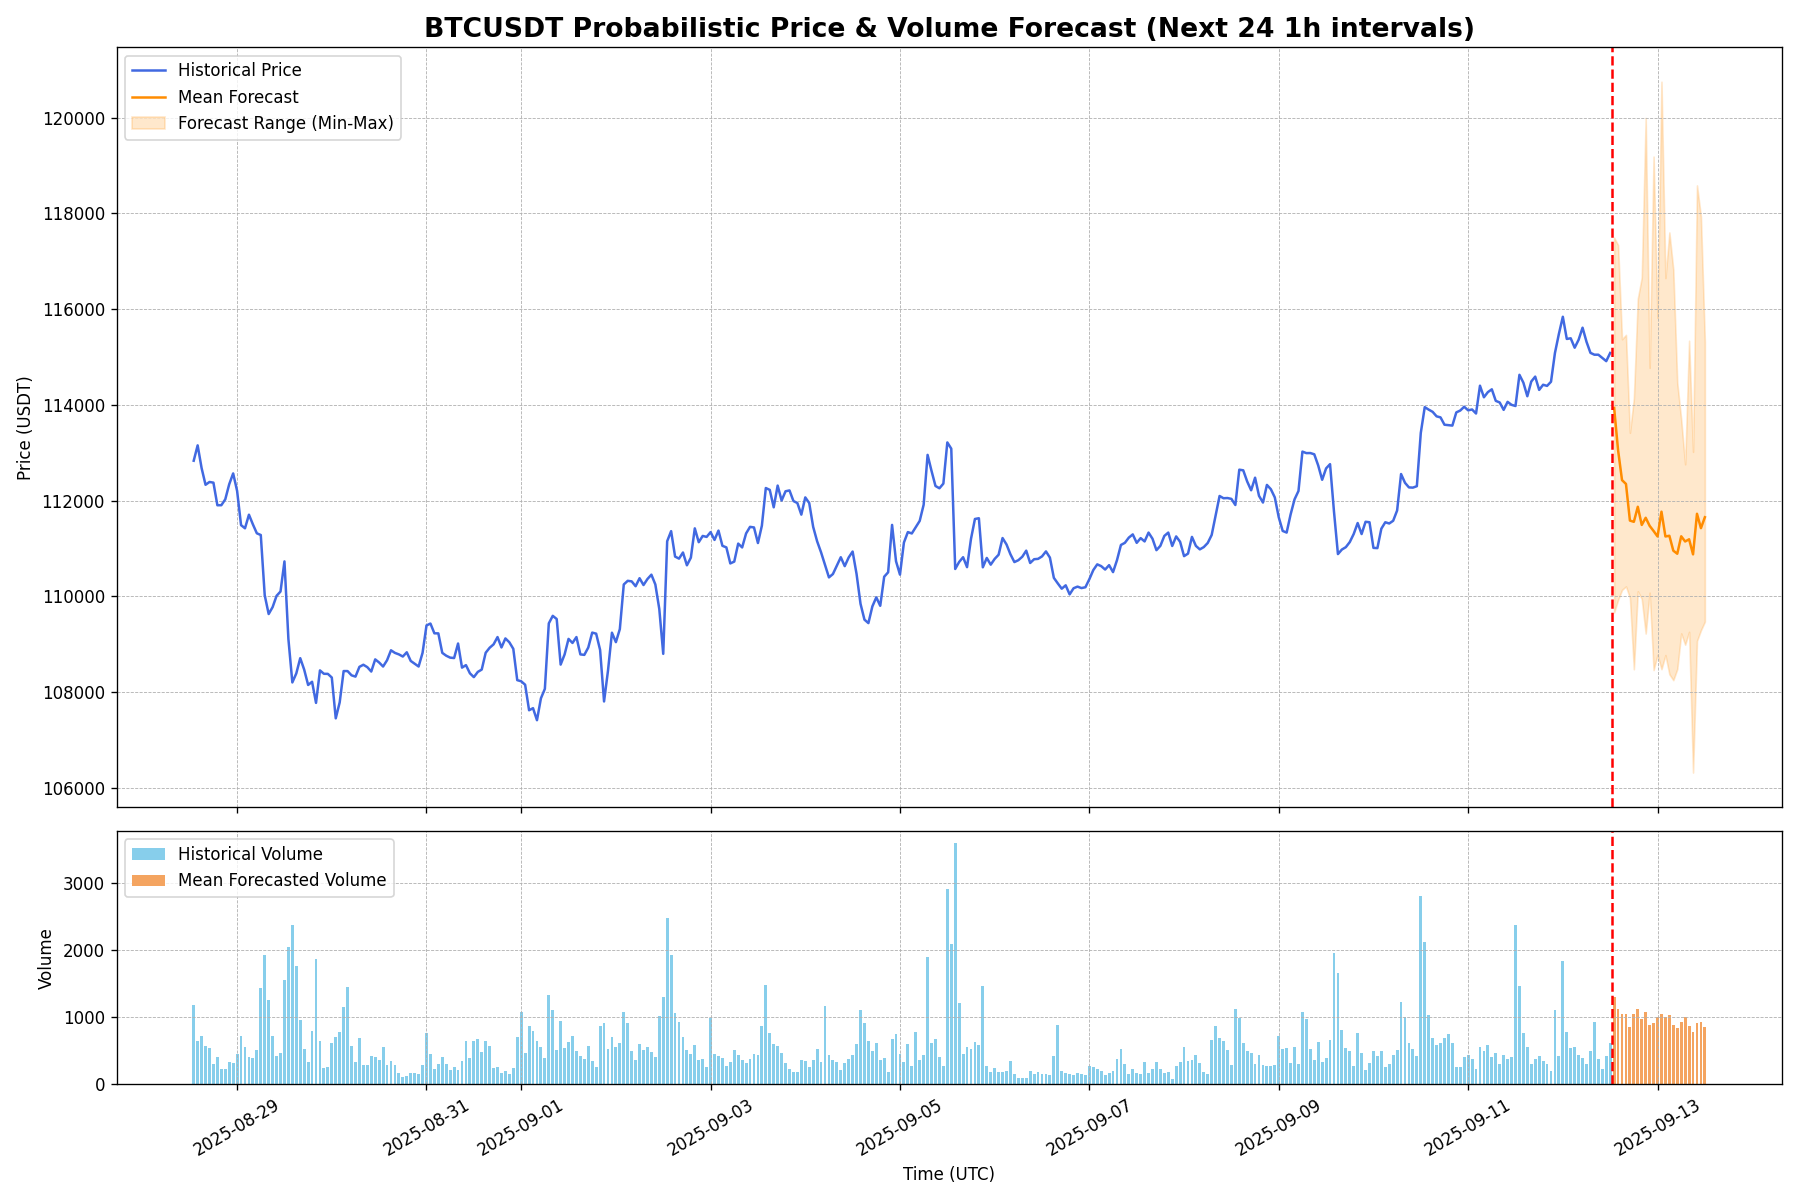 BTCUSDT Probabilistic Price & Volume Forecast (Next 24 1h intervals)
Historical Price
Mean Forecast
Forecast Range (Min-Max)
Price (USDT)
120000
118000
116000
114000
112000
110000
108000
106000
Historical Volume
Mean Forecasted Volume
Volume
3000
2000
1000
0
2025-08-29
2025-08-31
2025-09-01
2025-09-03
2025-09-05
2025-09-07
2025-09-09
2025-09-11
2025-09-13
Time (UTC)